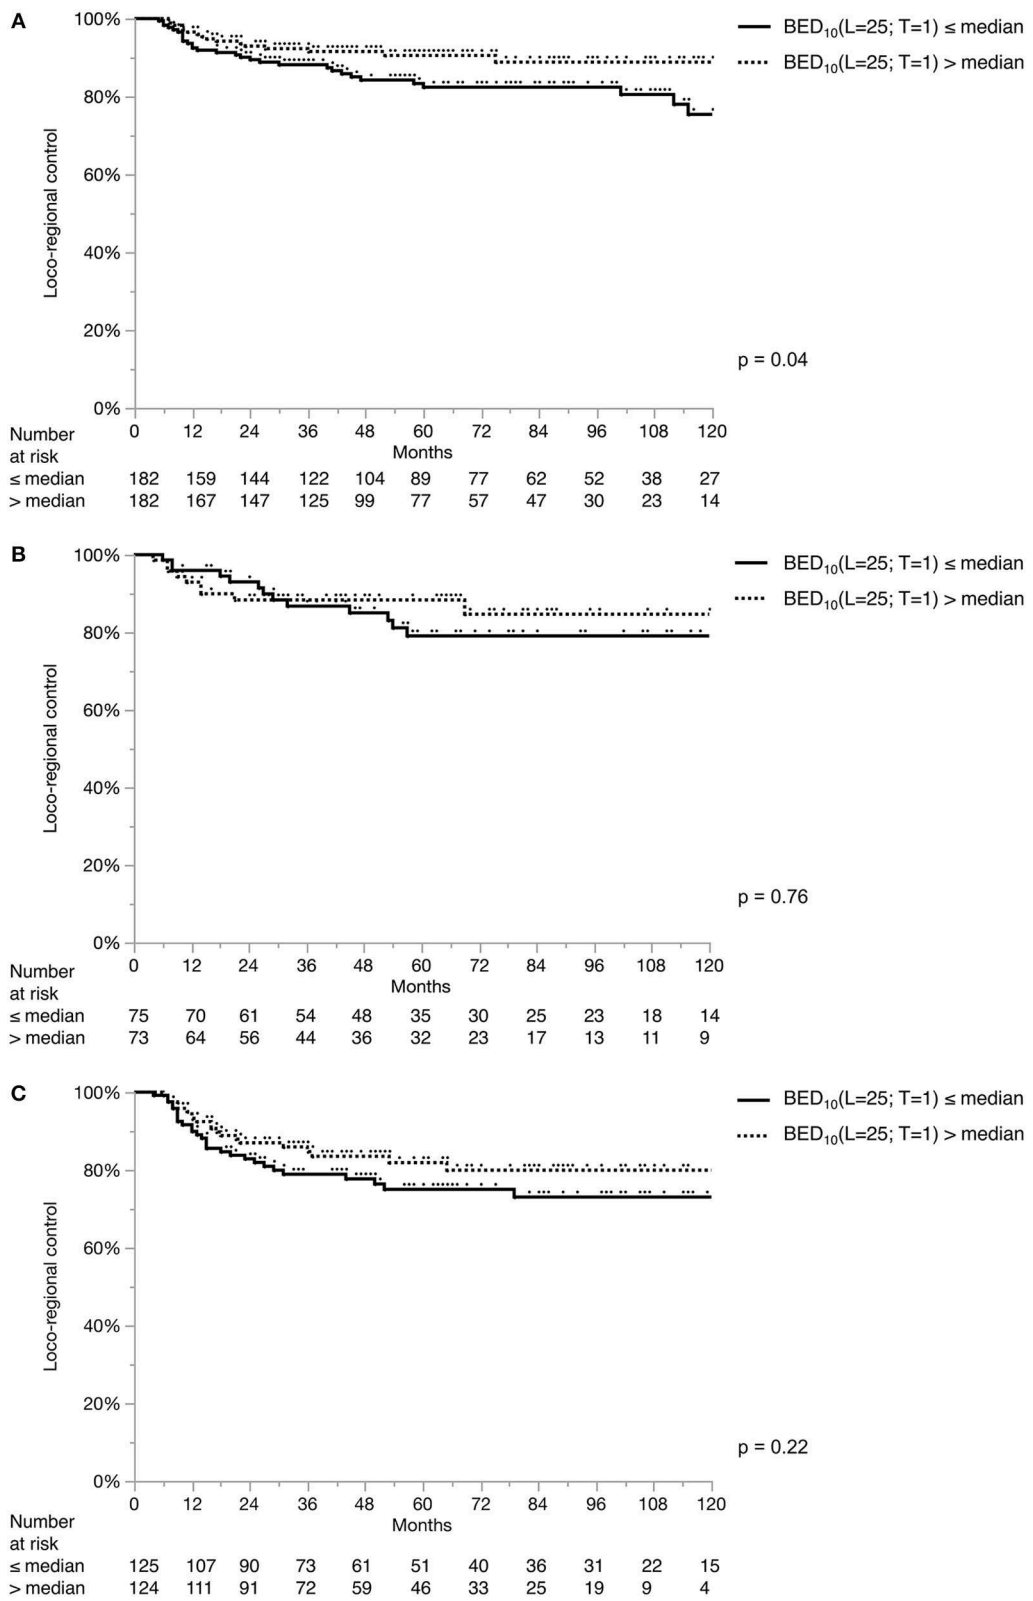 A
100%
80%
60%
40%
20%
0%
Loco-regional control
BED₁₀(L=25; T=1) ≤ median
BED₁₀(L=25; T=1) > median
p = 0.04
0 12 24 36 48 60 72 84 96 108 120
Months
Number
at risk
≤ median 182 159 144 122 104 89 77 62 52 38 27
> median 182 167 147 125 99 77 57 47 30 23 14
B
100%
80%
60%
40%
20%
0%
Loco-regional control
BED₁₀(L=25; T=1) ≤ median
BED₁₀(L=25; T=1) > median
p = 0.76
0 12 24 36 48 60 72 84 96 108 120
Months
Number
at risk
≤ median 75 70 61 54 48 35 30 25 23 18 14
> median 73 64 56 44 36 32 23 17 13 11 9
C
100%
80%
60%
40%
20%
0%
Loco-regional control
BED₁₀(L=25; T=1) ≤ median
BED₁₀(L=25; T=1) > median
p = 0.22
0 12 24 36 48 60 72 84 96 108 120
Months
Number
at risk
≤ median 125 107 90 73 61 51 40 36 31 22 15
> median 124 111 91 72 59 46 33 25 19 9 4